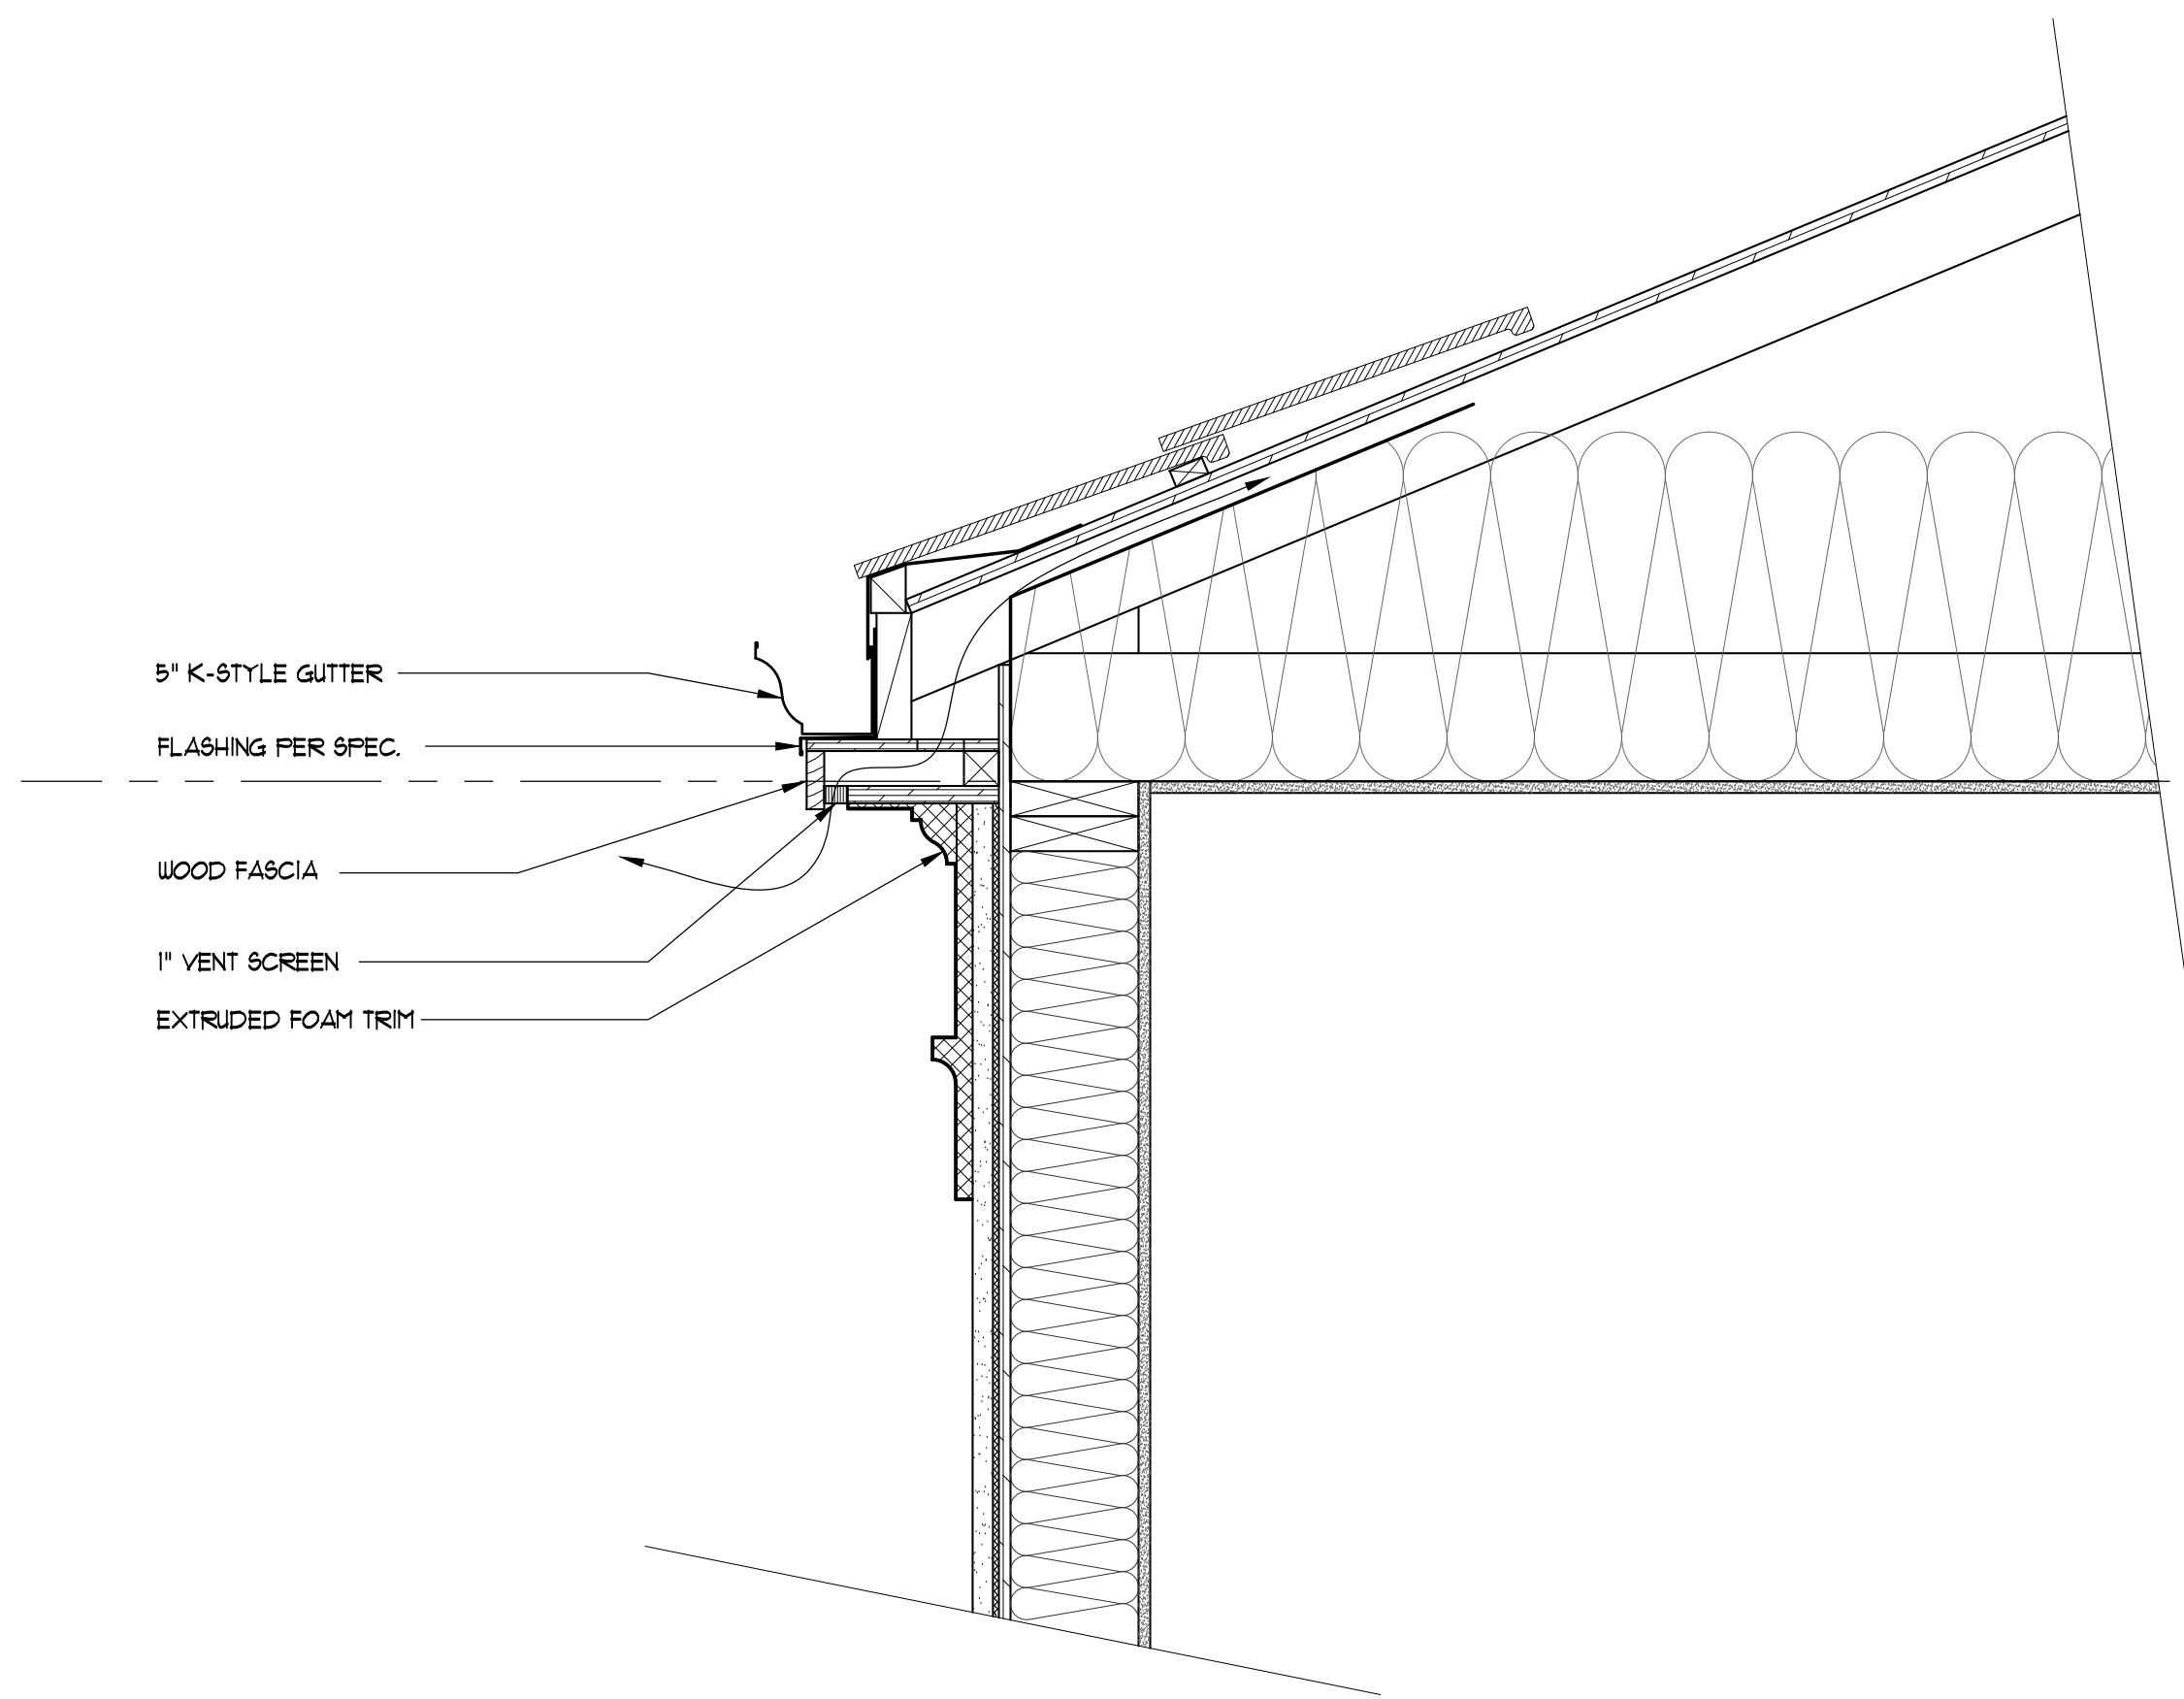 5" K-STYLE GUTTER
FLASHING PER SPEC.
WOOD FASCIA
1" VENT SCREEN
EXTRUDED FOAM TRIM